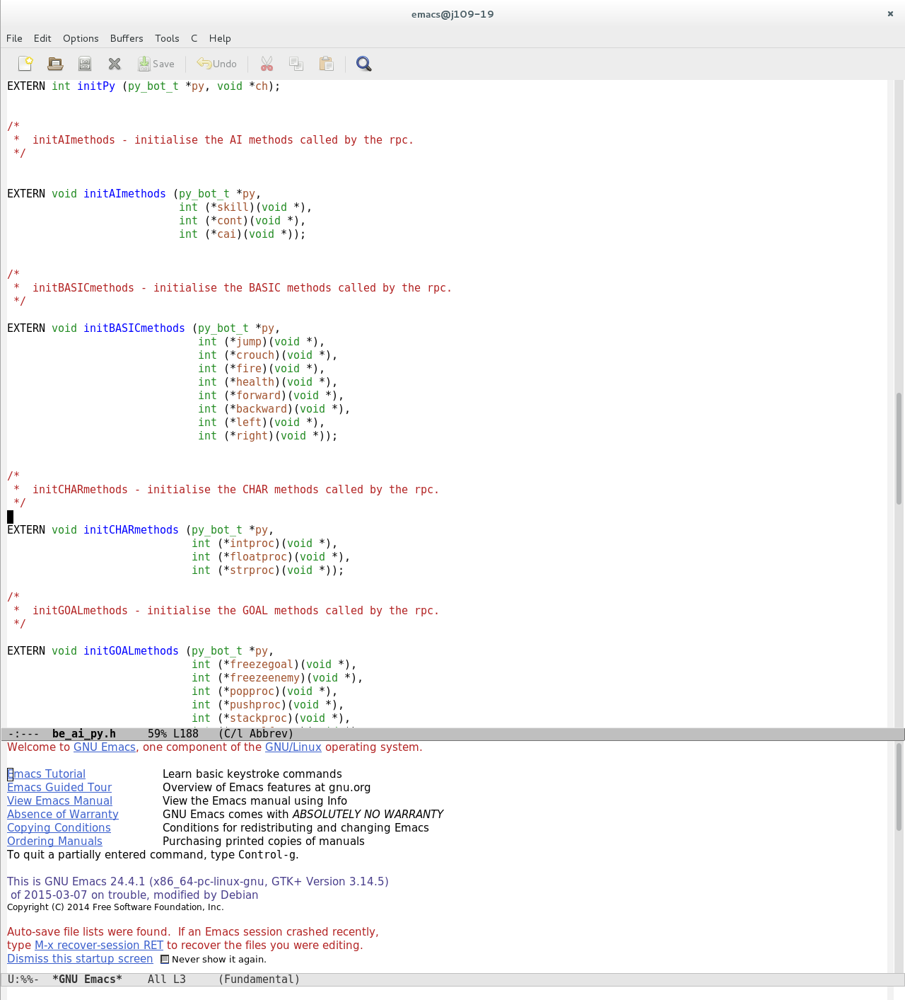 emacs@j109-19
File Edit Options Buffers Tools C Help
Save Undo
EXTERN int initPy (py_bot_t *py, void *ch);
/*
 *  initAImethods - initialise the AI methods called by the rpc.
 */
EXTERN void initAImethods (py_bot_t *py,
                           int (*skill)(void *),
                           int (*cont)(void *),
                           int (*cai)(void *));
/*
 *  initBASICmethods - initialise the BASIC methods called by the rpc.
 */
EXTERN void initBASICmethods (py_bot_t *py,
                              int (*jump)(void *),
                              int (*crouch)(void *),
                              int (*fire)(void *),
                              int (*health)(void *),
                              int (*forward)(void *),
                              int (*backward)(void *),
                              int (*left)(void *),
                              int (*right)(void *));
/*
 *  initCHARmethods - initialise the CHAR methods called by the rpc.
 */
EXTERN void initCHARmethods (py_bot_t *py,
                             int (*intproc)(void *),
                             int (*floatproc)(void *),
                             int (*strproc)(void *));
/*
 *  initGOALmethods - initialise the GOAL methods called by the rpc.
 */
EXTERN void initGOALmethods (py_bot_t *py,
                             int (*freezegoal)(void *),
                             int (*freezeenemy)(void *),
                             int (*popproc)(void *),
                             int (*pushproc)(void *),
                             int (*stackproc)(void *),
-:---  be_ai_py.h     59% L188   (C/l Abbrev)
Welcome to GNU Emacs, one component of the GNU/Linux operating system.
Emacs Tutorial Learn basic keystroke commands
Emacs Guided Tour Overview of Emacs features at gnu.org
View Emacs Manual View the Emacs manual using Info
Absence of Warranty GNU Emacs comes with ABSOLUTELY NO WARRANTY
Copying Conditions Conditions for redistributing and changing Emacs
Ordering Manuals Purchasing printed copies of manuals
To quit a partially entered command, type Control-g.
This is GNU Emacs 24.4.1 (x86_64-pc-linux-gnu, GTK+ Version 3.14.5)
 of 2015-03-07 on trouble, modified by Debian
Copyright (C) 2014 Free Software Foundation, Inc.
Auto-save file lists were found.  If an Emacs session crashed recently,
type M-x recover-session RET to recover the files you were editing.
Dismiss this startup screen Never show it again.
U:%%-  *GNU Emacs*    All L3     (Fundamental)